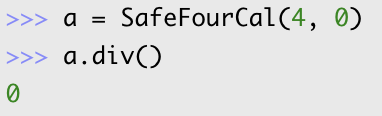 >>> a = SafeFourCal(4, 0)
>>> a.div()
0